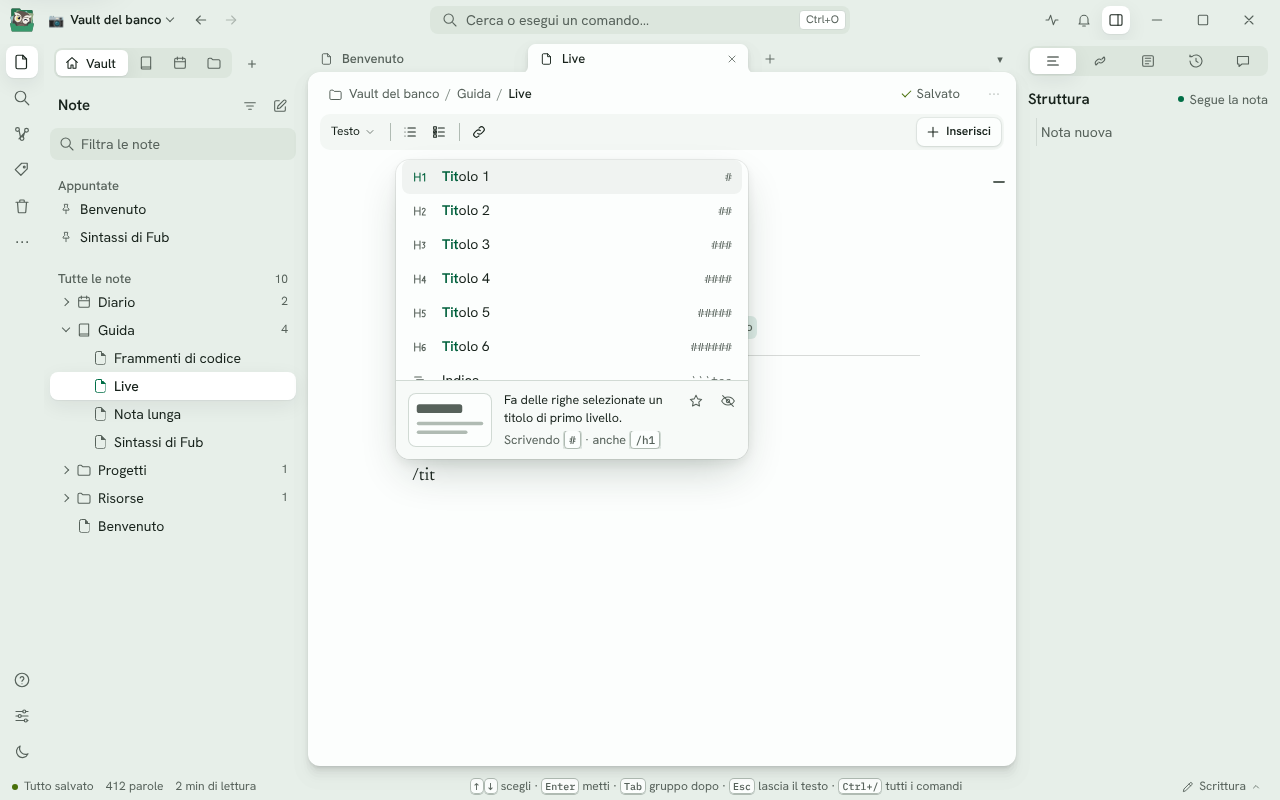 Vault del banco
Cerca o esegui un comando…
Ctrl+O
Vault
Benvenuto
Live
Note
Filtra le note
Appuntate
Benvenuto
Sintassi di Fub
Tutte le note 10
Diario 2
Guida 4
Frammenti di codice
Live
Nota lunga
Sintassi di Fub
Progetti 1
Risorse 1
Benvenuto
Vault del banco / Guida / Live
Salvato
Testo
Inserisci
H1 Titolo 1 #
H2 Titolo 2 ##
H3 Titolo 3 ###
H4 Titolo 4 ####
H5 Titolo 5 #####
H6 Titolo 6 ######
Indice ```toc
Fa delle righe selezionate un
titolo di primo livello.
Scrivendo # · anche /h1
/tit
Struttura
Segue la nota
Nota nuova
Tutto salvato 412 parole 2 min di lettura
↑ ↓ scegli · Enter metti · Tab gruppo dopo · Esc lascia il testo · Ctrl+/ tutti i comandi
Scrittura